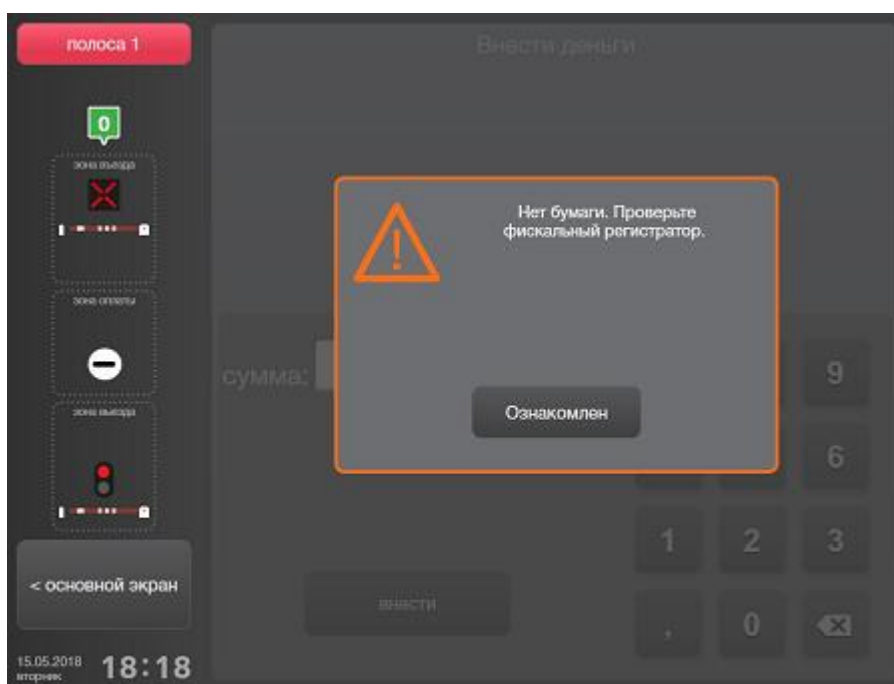 полоса 1
Внести деньги
0
зона въезда
Нет бумаги. Проверьте
фискальный регистратор.
зона оплаты
сумма:
9
Ознакомлен
зона выезда
6
1 2 3
< основной экран
внести
, 0
15.05.2018
вторник
18:18